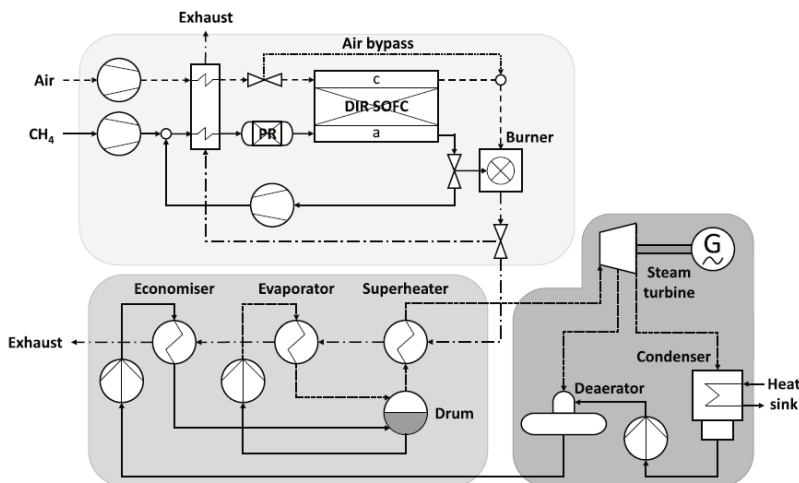 Exhaust
Air bypass
Air
c
DIR SOFC
CH₄
PR
a
Burner
G
Steam
turbine
Economiser
Evaporator
Superheater
Exhaust
Condenser
Deaerator
Heat
sink
Drum